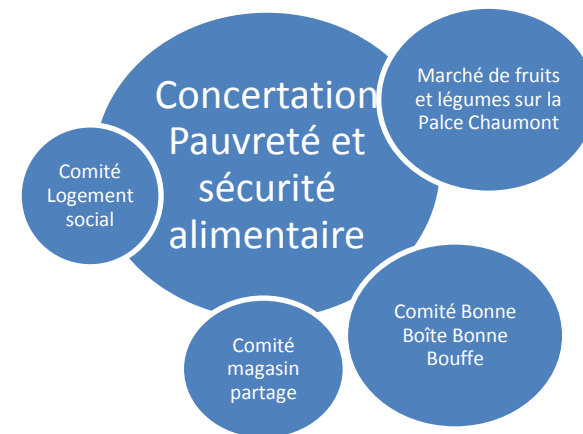 Concertation
Pauvreté et
sécurité
alimentaire
Marché de fruits
et légumes sur la
Palce Chaumont
Comité
Logement
social
Comité Bonne
Boîte Bonne
Bouffe
Comité
magasin
partage